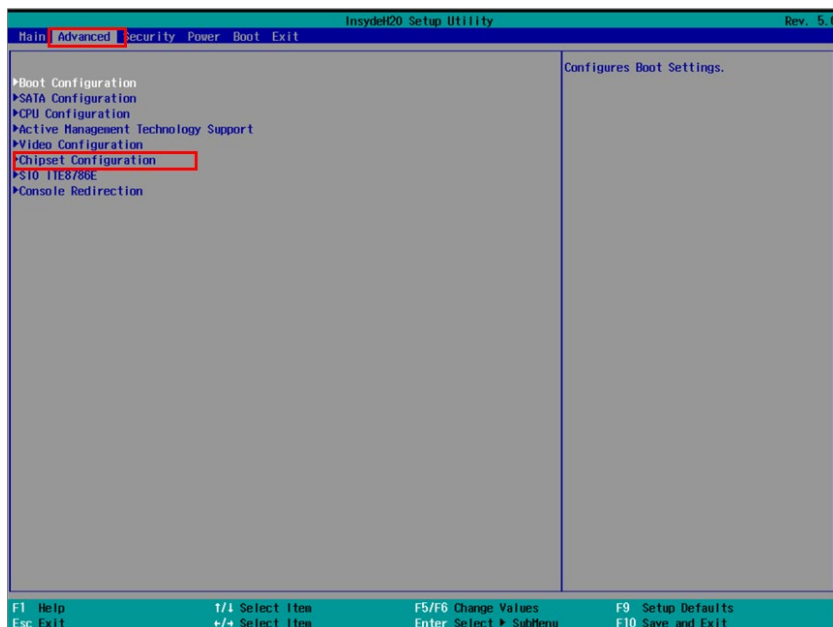 InsydeH20 Setup Utility Rev. 5.
Main Advanced Security Power Boot Exit
Configures Boot Settings.
▶Boot Configuration
▶SATA Configuration
▶CPU Configuration
▶Active Management Technology Support
▶Video Configuration
▶Chipset Configuration
▶SIO ITE8786E
▶Console Redirection
F1 Help ↑/↓ Select Item F5/F6 Change Values F9 Setup Defaults
Esc Exit ←/→ Select Item Enter Select ▶ SubMenu F10 Save and Exit